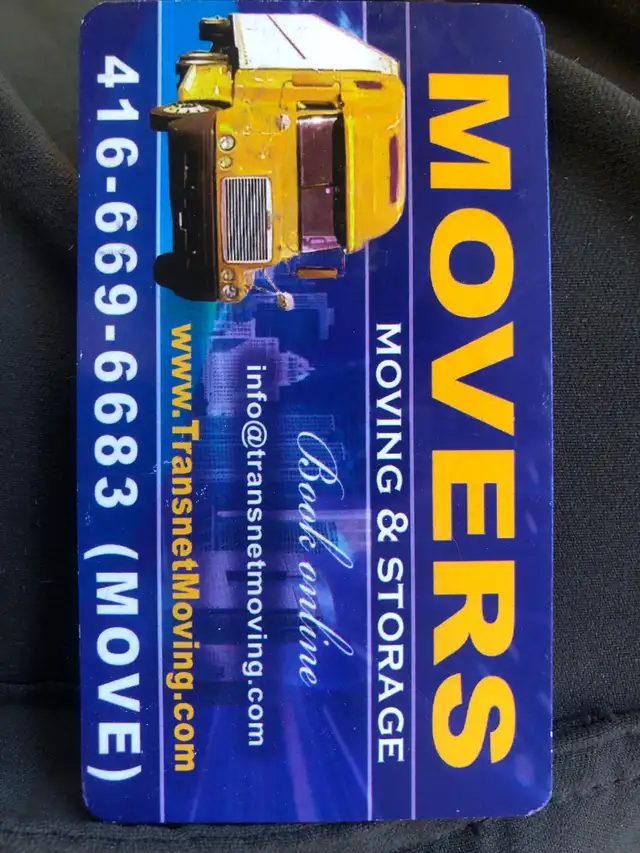 MOVERS
MOVING & STORAGE
Book online
info@transnetmoving.com
www.TransnetMoving.com
416-669-6683 (MOVE)